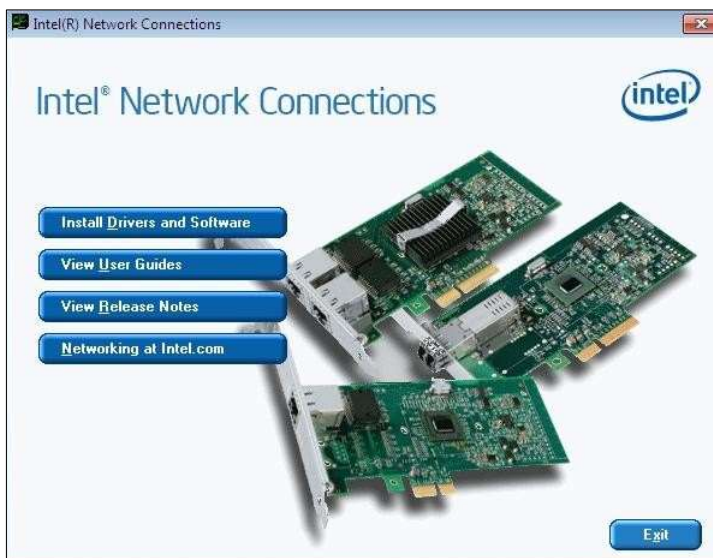 Intel(R) Network Connections
Intel® Network Connections
intel
Install Drivers and Software
View User Guides
View Release Notes
Networking at Intel.com
Exit